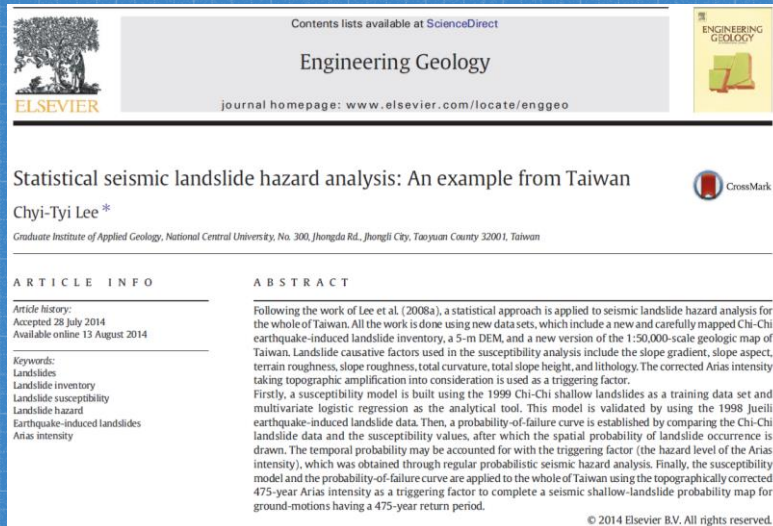 Contents lists available at ScienceDirect
Engineering Geology
journal homepage: www.elsevier.com/locate/enggeo
ELSEVIER
ENGINEERING
GEOLOGY
Statistical seismic landslide hazard analysis: An example from Taiwan
CrossMark
Chyi-Tyi Lee *
Graduate Institute of Applied Geology, National Central University, No. 300, Jhongda Rd., Jhongli City, Taoyuan County 32001, Taiwan
ARTICLE INFO
Article history:
Accepted 28 July 2014
Available online 13 August 2014
Keywords:
Landslides
Landslide inventory
Landslide susceptibility
Landslide hazard
Earthquake-induced landslides
Arias intensity
ABSTRACT
Following the work of Lee et al. (2008a), a statistical approach is applied to seismic landslide hazard analysis for
the whole of Taiwan. All the work is done using new data sets, which include a new and carefully mapped Chi-Chi
earthquake-induced landslide inventory, a 5-m DEM, and a new version of the 1:50,000-scale geologic map of
Taiwan. Landslide causative factors used in the susceptibility analysis include the slope gradient, slope aspect,
terrain roughness, slope roughness, total curvature, total slope height, and lithology. The corrected Arias intensity
taking topographic amplification into consideration is used as a triggering factor.
Firstly, a susceptibility model is built using the 1999 Chi-Chi shallow landslides as a training data set and
multivariate logistic regression as the analytical tool. This model is validated by using the 1998 Jueili
earthquake-induced landslide data. Then, a probability-of-failure curve is established by comparing the Chi-Chi
landslide data and the susceptibility values, after which the spatial probability of landslide occurrence is
drawn. The temporal probability may be accounted for with the triggering factor (the hazard level of the Arias
intensity), which was obtained through regular probabilistic seismic hazard analysis. Finally, the susceptibility
model and the probability-of-failure curve are applied to the whole of Taiwan using the topographically corrected
475-year Arias intensity as a triggering factor to complete a seismic shallow-landslide probability map for
ground-motions having a 475-year return period.
© 2014 Elsevier B.V. All rights reserved.